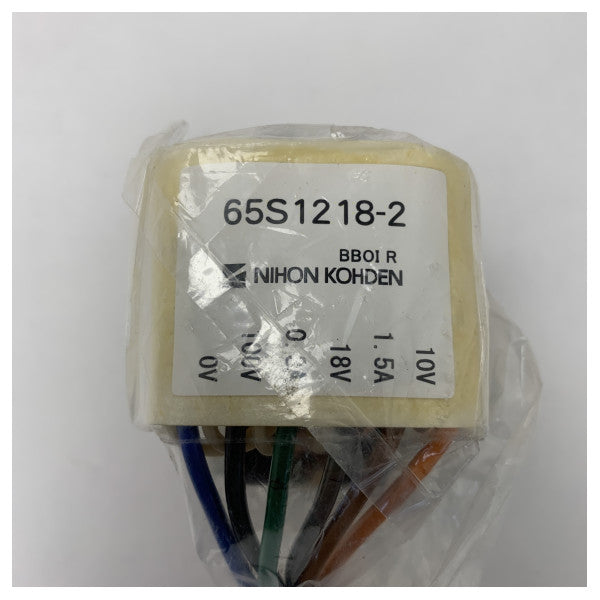 65S1218-2
BBOI R
NIHON KOHDEN
0V
100V
18V
1.5A
10V